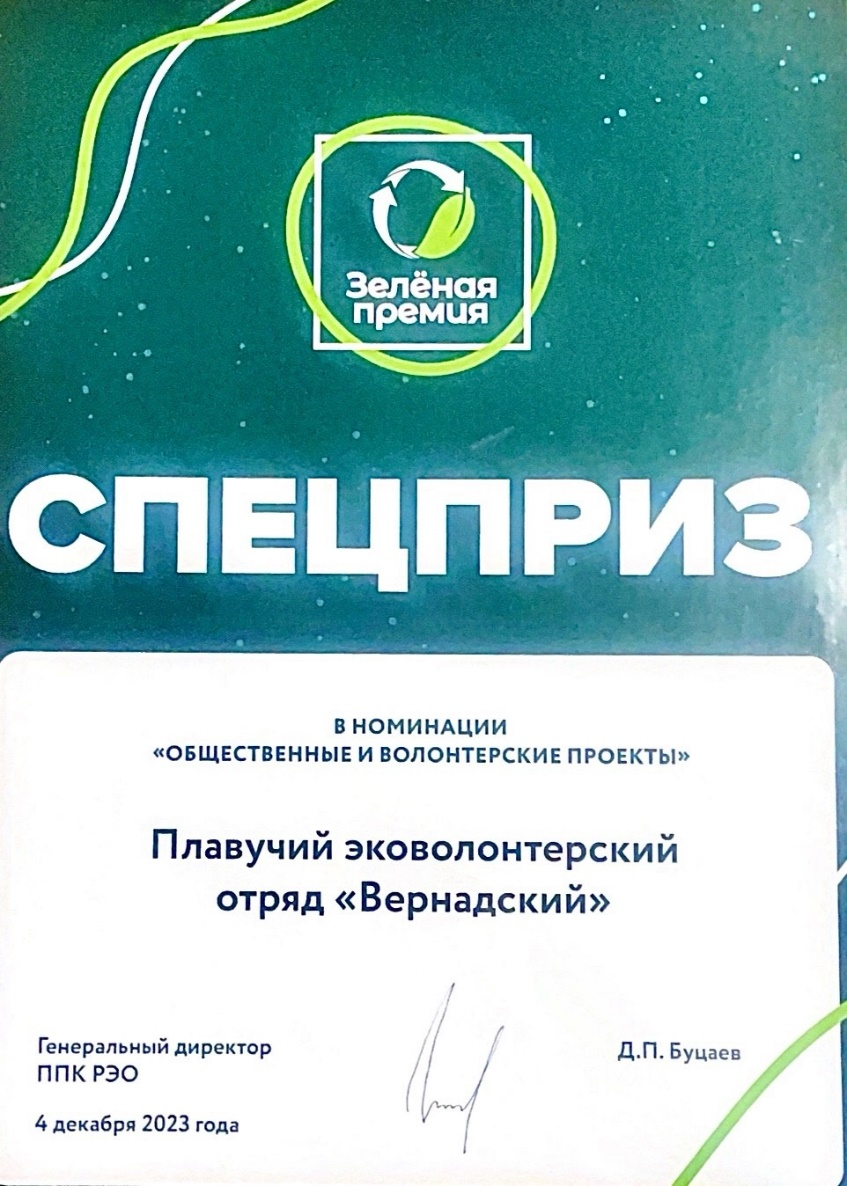 Зелёная
премия
СПЕЦПРИЗ
В НОМИНАЦИИ
«ОБЩЕСТВЕННЫЕ И ВОЛОНТЕРСКИЕ ПРОЕКТЫ»
Плавучий эковолонтерский
отряд «Вернадский»
Генеральный директор
ППК РЭО
Д.П. Буцаев
4 декабря 2023 года